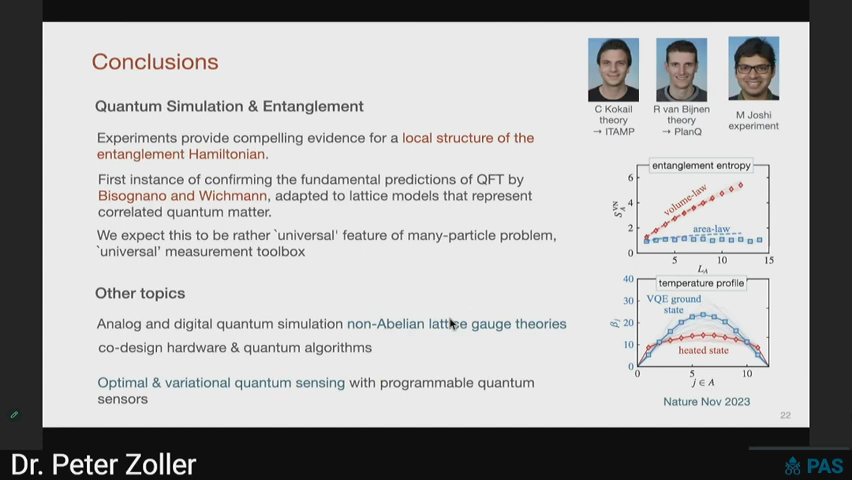 Conclusions
Quantum Simulation & Entanglement
Experiments provide compelling evidence for a local structure of the
entanglement Hamiltonian.
First instance of confirming the fundamental predictions of QFT by
Bisognano and Wichmann, adapted to lattice models that represent
correlated quantum matter.
We expect this to be rather `universal' feature of many-particle problem,
`universal' measurement toolbox
Other topics
Analog and digital quantum simulation non-Abelian lattice gauge theories
co-design hardware & quantum algorithms
Optimal & variational quantum sensing with programmable quantum
sensors
C Kokail
theory
→ ITAMP
R van Bijnen
theory
→ PlanQ
M Joshi
experiment
entanglement entropy
volume-law
area-law
6
4
2
0
5
10
15
S_A^VN
L_A
temperature profile
VQE ground
state
heated state
40
30
20
10
0
0
5
10
β_j
j ∈ A
Nature Nov 2023
22
Dr. Peter Zoller
PAS